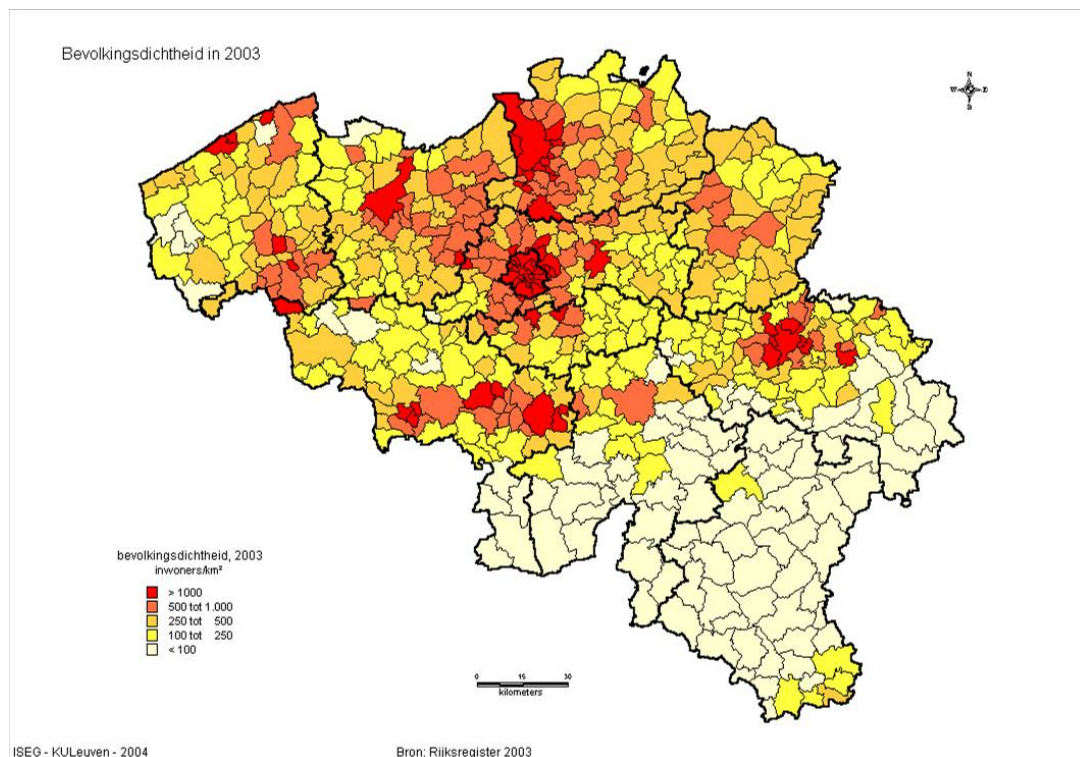 Bevolkingsdichtheid in 2003
N
W E
S
bevolkingsdichtheid, 2003
inwoners/km²
> 1000
500 tot 1.000
250 tot 500
100 tot 250
< 100
0 15 30
kilometers
ISEG - KULeuven - 2004
Bron: Rijksregister 2003